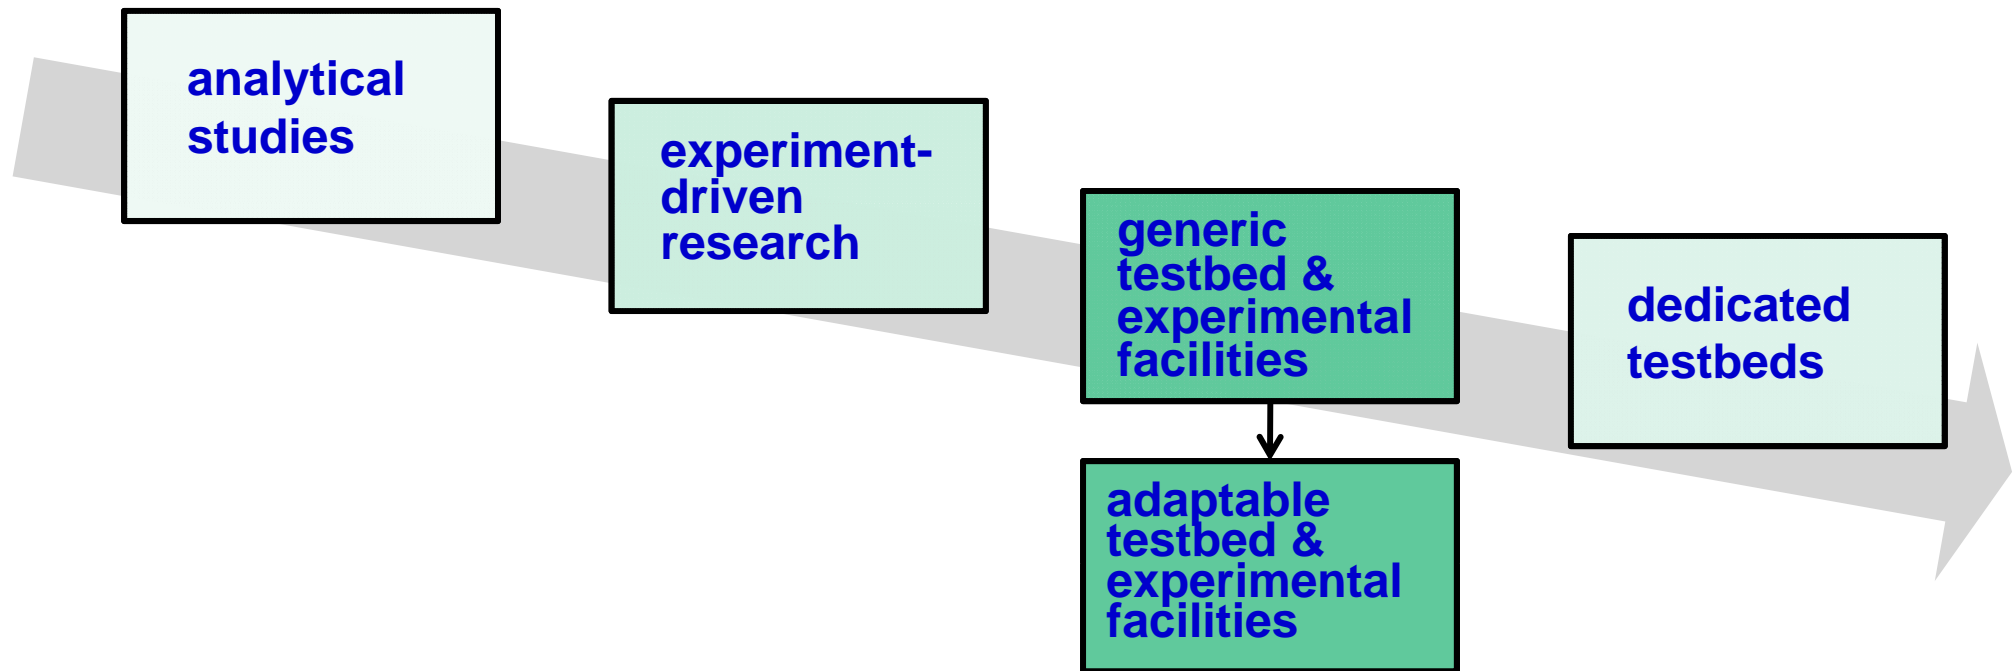 analytical
studies
experiment-
driven
research
generic
testbed &
experimental
facilities
dedicated
testbeds
adaptable
testbed &
experimental
facilities